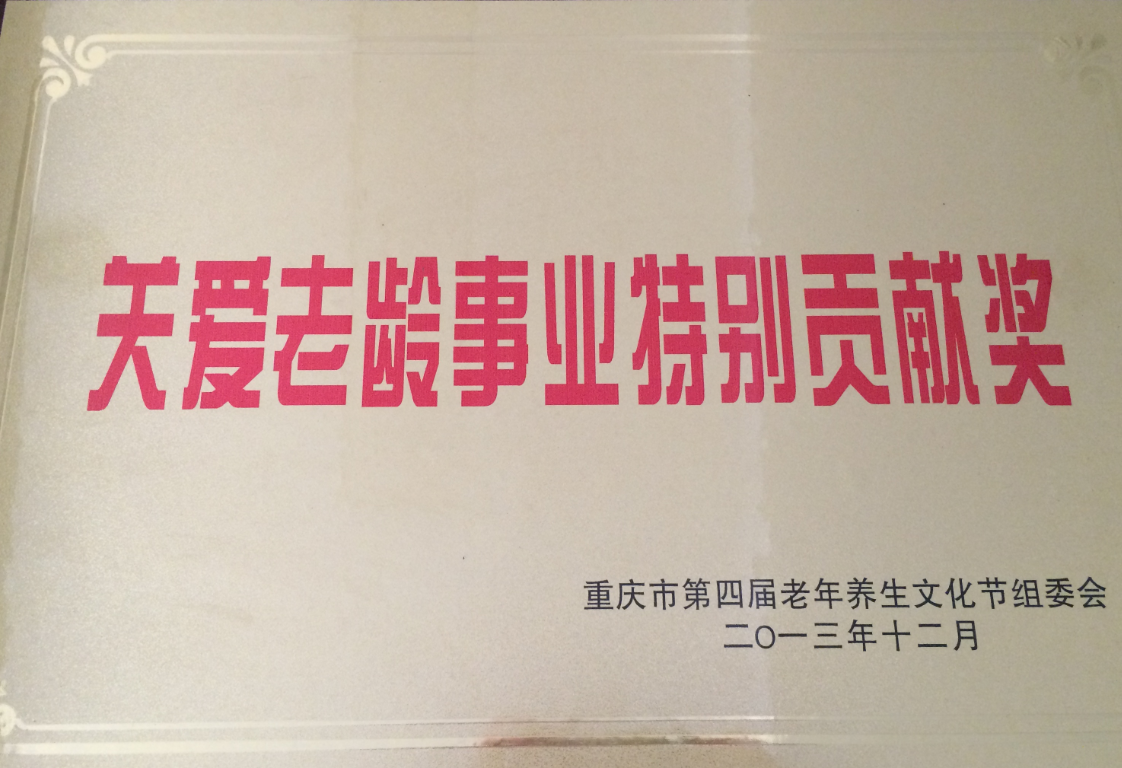 关爱老龄事业特别贡献奖
重庆市第四届老年养生文化节组委会
二〇一三年十二月